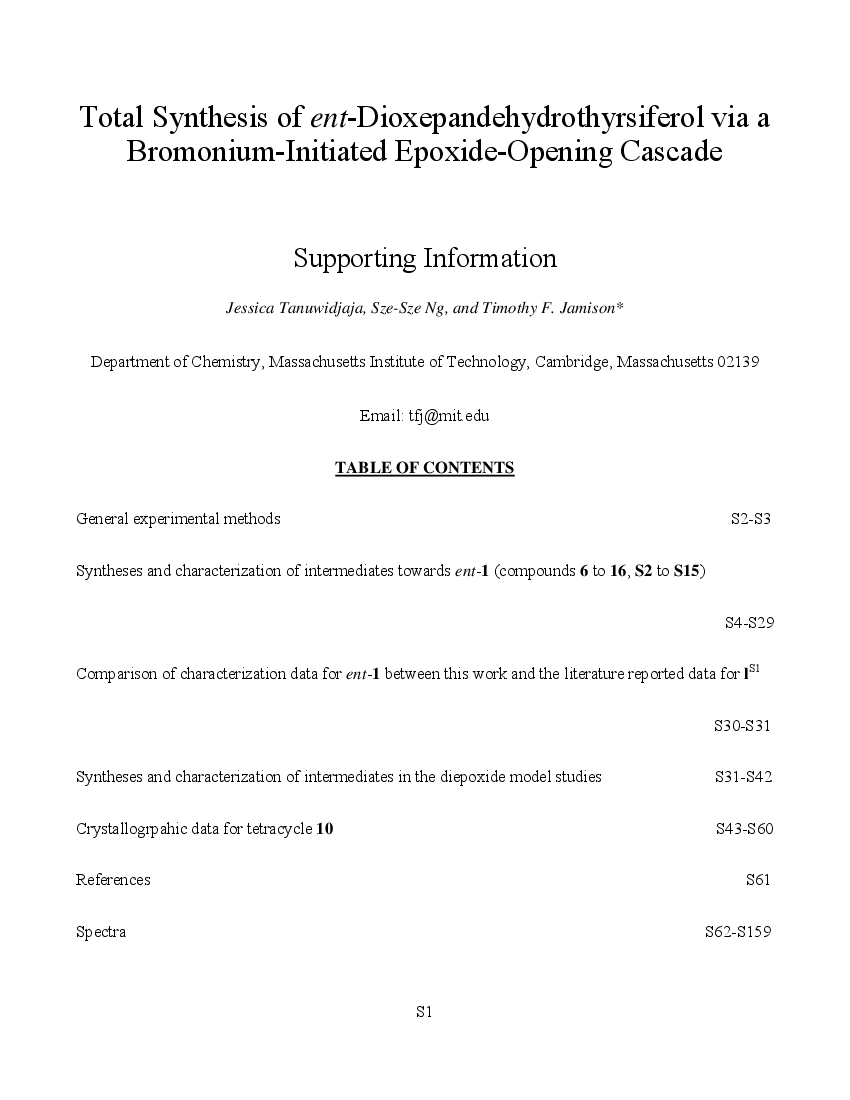 Total Synthesis of ent-Dioxepandehydrothyrsiferol via a
Bromonium-Initiated Epoxide-Opening Cascade
Supporting Information
Jessica Tanuwidjaja, Sze-Sze Ng, and Timothy F. Jamison*
Department of Chemistry, Massachusetts Institute of Technology, Cambridge, Massachusetts 02139
Email: tfj@mit.edu
TABLE OF CONTENTS
General experimental methods S2-S3
Syntheses and characterization of intermediates towards ent-1 (compounds 6 to 16, S2 to S15)
S4-S29
Comparison of characterization data for ent-1 between this work and the literature reported data for l^S1
S30-S31
Syntheses and characterization of intermediates in the diepoxide model studies S31-S42
Crystallogrpahic data for tetracycle 10 S43-S60
References S61
Spectra S62-S159
S1